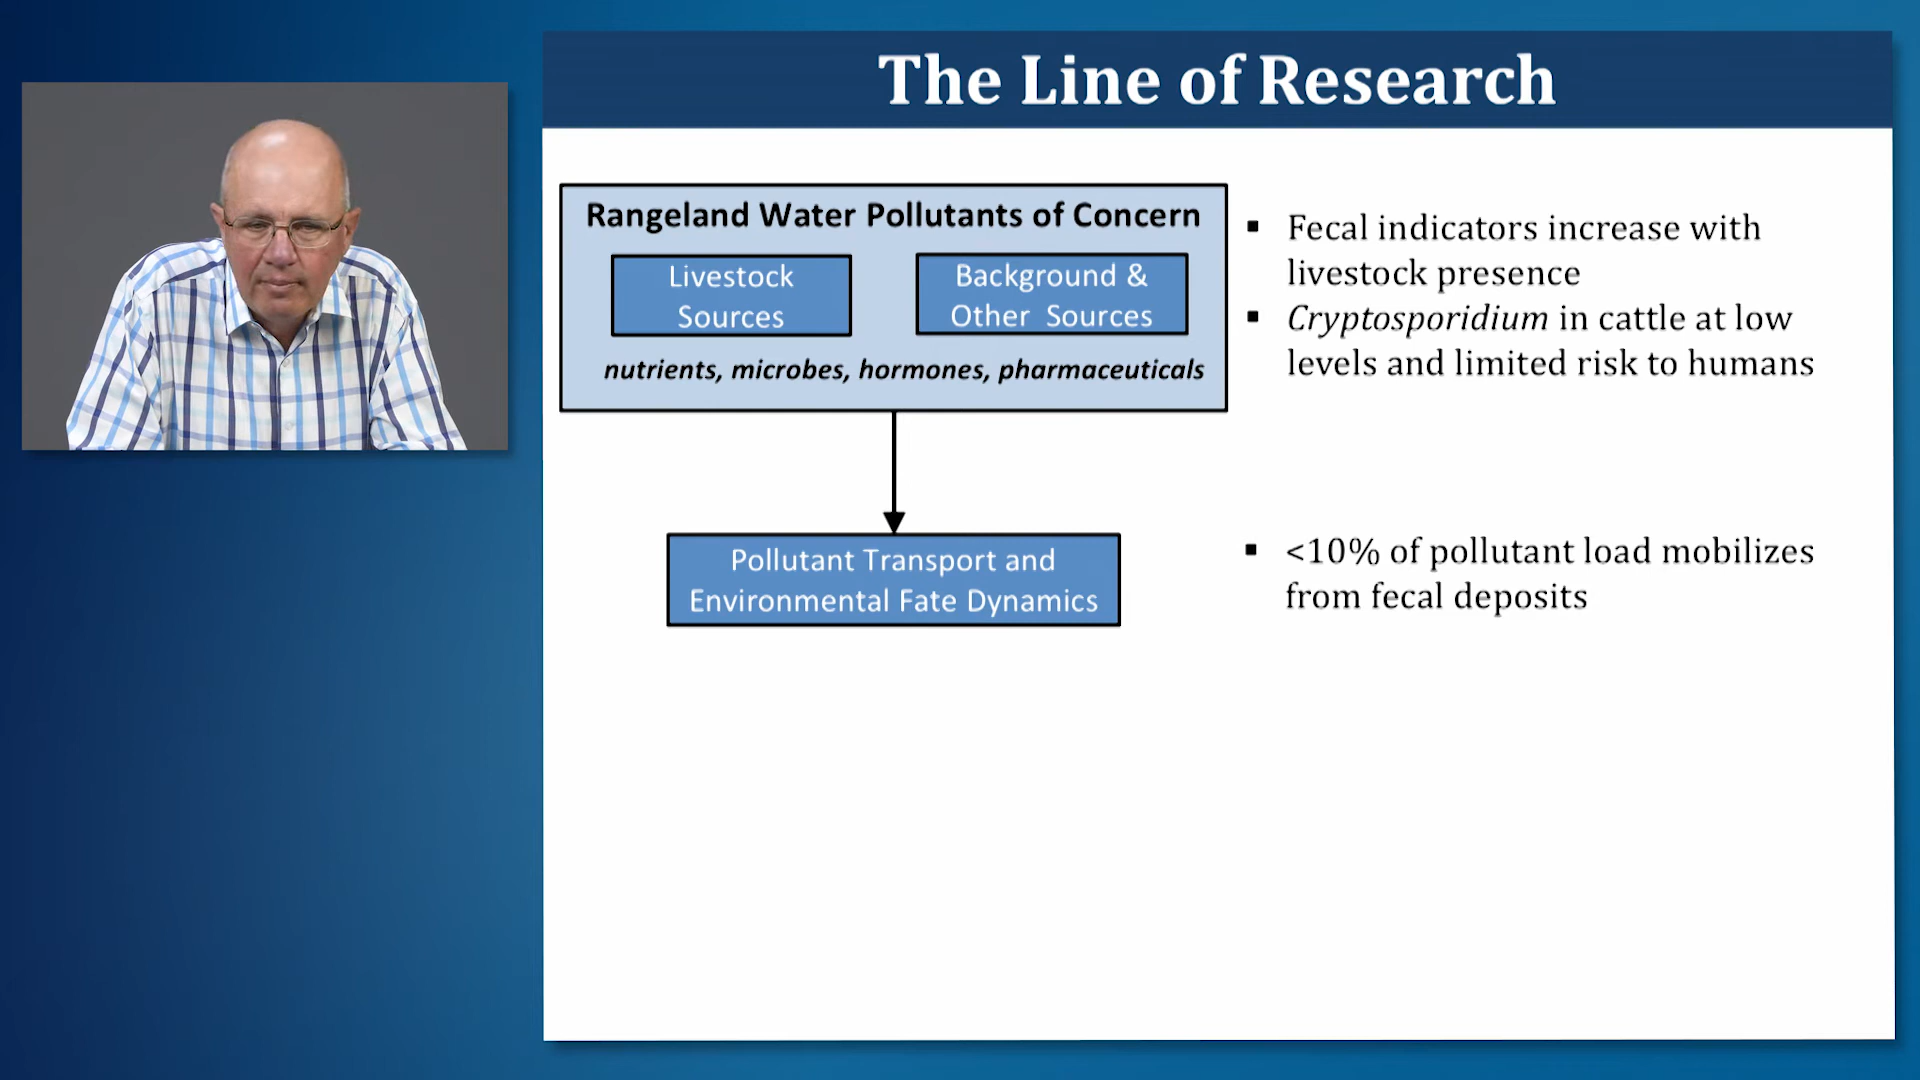 The Line of Research
Rangeland Water Pollutants of Concern
Livestock
Sources
Background &
Other Sources
nutrients, microbes, hormones, pharmaceuticals
▪ Fecal indicators increase with
livestock presence
▪ Cryptosporidium in cattle at low
levels and limited risk to humans
Pollutant Transport and
Environmental Fate Dynamics
▪ <10% of pollutant load mobilizes
from fecal deposits